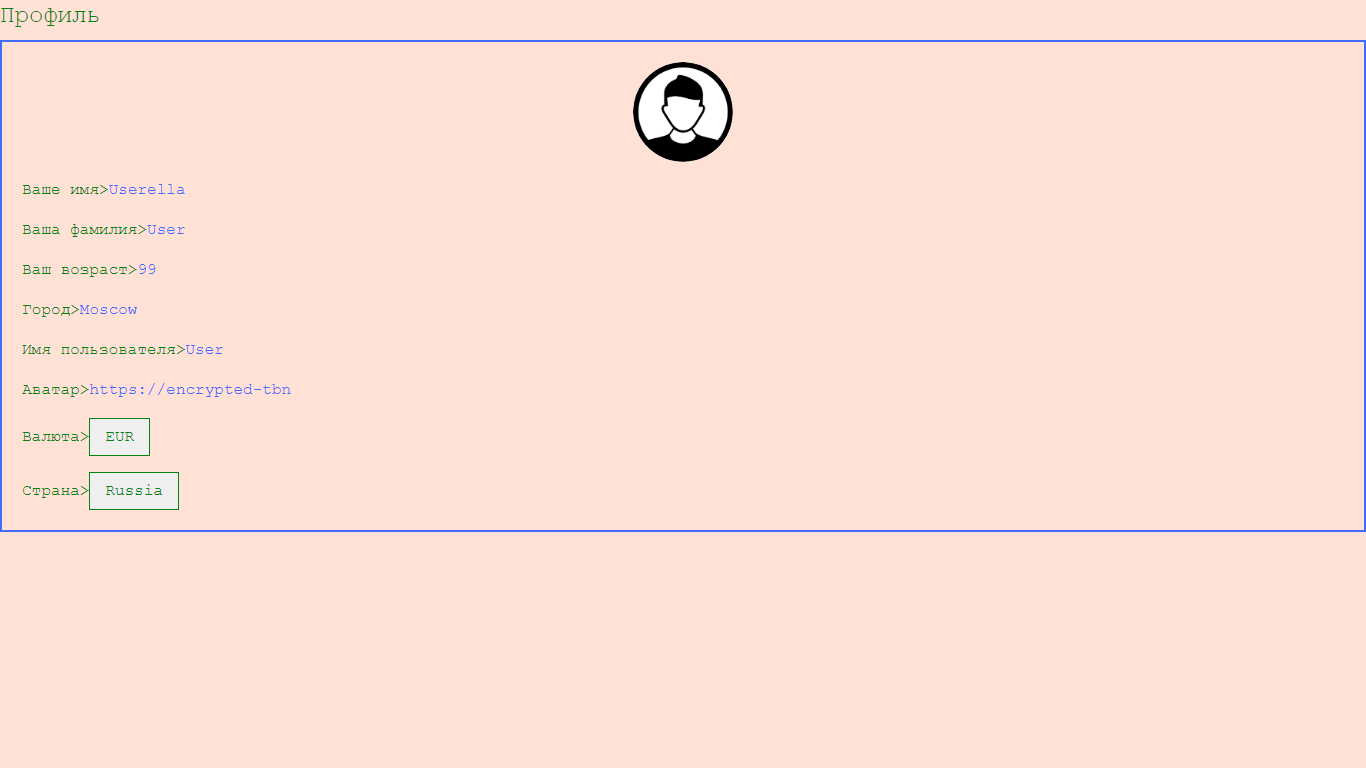 Профиль
Ваше имя>Userella
Ваша фамилия>User
Ваш возраст>99
Город>Moscow
Имя пользователя>User
Аватар>https://encrypted-tbn
Валюта> EUR
Страна> Russia